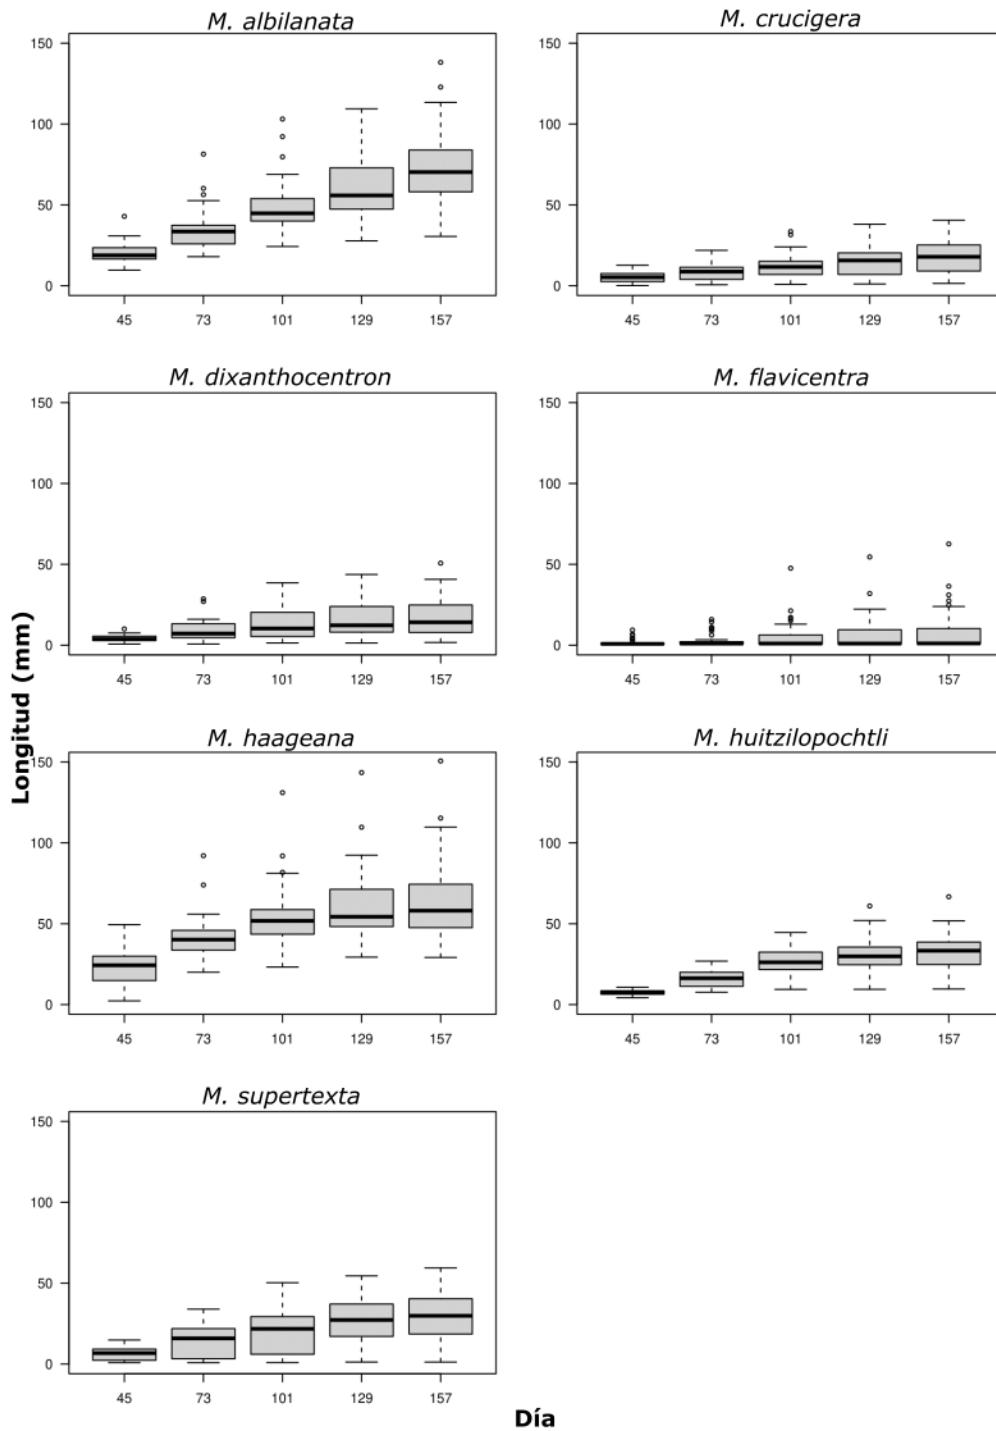 M. albilanata
150
100
50
0
45 73 101 129 157
M. crucigera
150
100
50
0
45 73 101 129 157
M. dixanthocentron
150
100
50
0
45 73 101 129 157
M. flavicentra
150
100
50
0
45 73 101 129 157
Longitud (mm)
M. haageana
150
100
50
0
45 73 101 129 157
M. huitzilopochtli
150
100
50
0
45 73 101 129 157
M. supertexta
150
100
50
0
45 73 101 129 157
Día